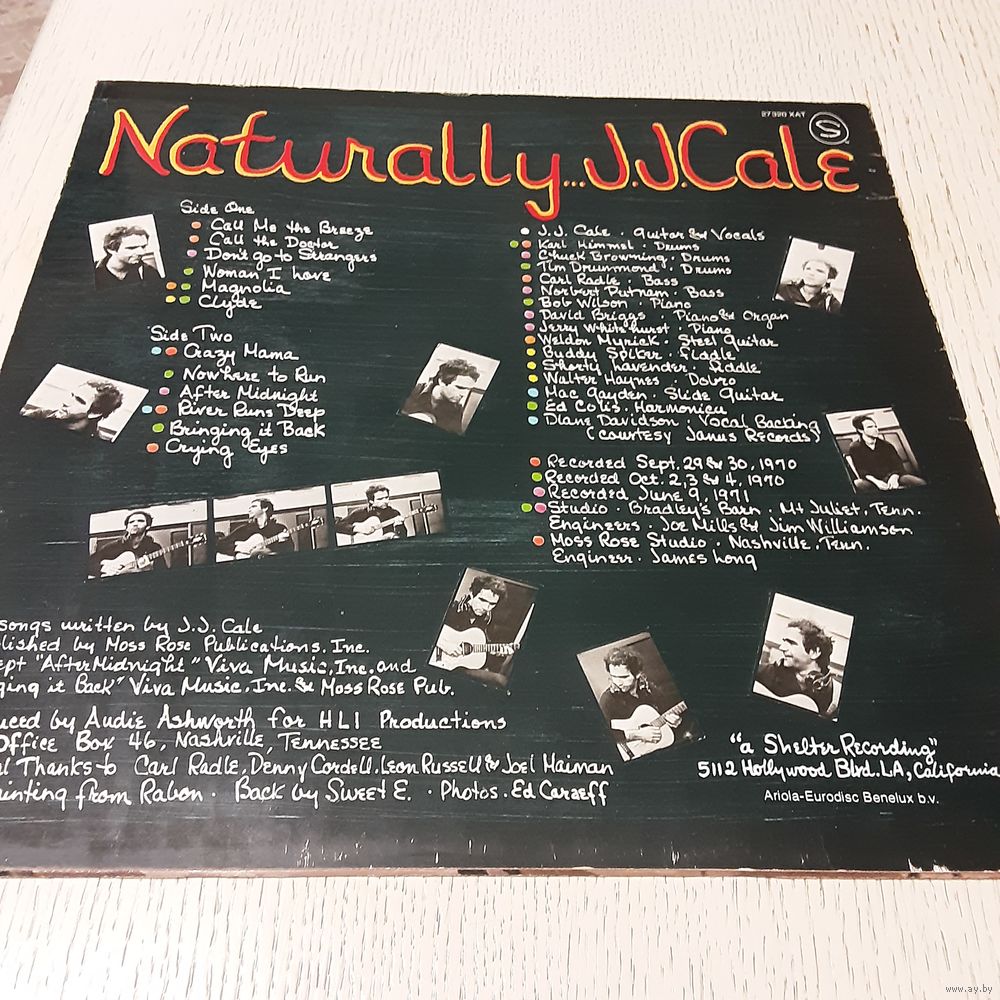 27320 XAT
S
Naturally... J.J. Cale
Side One
Call Me the Breeze
Call the Doctor
Don't go to Strangers
Woman I have
Magnolia
Clyde
Side Two
Crazy Mama
Nowhere to Run
After Midnight
River Runs Deep
Bringing it Back
Crying Eyes
J.J. Cale · guitar & Vocals
Karl Himmel · Drums
Chuck Browning · Drums
Tim Drummond · Drums
Carl Radle · Bass
Norbert Putnam · Bass
Bob Wilson · Piano
David Briggs · Piano & Organ
Jerry Whitehurst · Piano
Weldon Myrick · Steel guitar
Buddy Spiker · Fiddle
Shorty Lavender · Fiddle
Walter Haynes · Dobro
Mac Gayden · Slide guitar
Ed Colis · Harmonica
Diane Davidson · Vocal Backing
(courtesy Janus Records)
Recorded Sept. 29 & 30, 1970
Recorded Oct. 2, 3 & 4, 1970
Recorded June 9, 1971
Studio · Bradley's Barn · Mt Juliet, Tenn.
Engineers · Joe Mills & Jim Williamson
Moss Rose Studio · Nashville, Tenn.
Engineer · James Long
songs written by J.J. Cale
lished by Moss Rose Publications, Inc.
ept "After Midnight" Viva Music, Inc. and
ging it Back" Viva Music, Inc. & Moss Rose Pub.
uced by Audie Ashworth for HLI Productions
Office Box 46, Nashville, Tennessee
al Thanks to Carl Radle, Denny Cordell, Leon Russell & Joel Maiman
ainting from Rabon · Back by Sweet E. · Photos · Ed Caraeff
"a Shelter Recording"
5112 Hollywood Blvd. LA, California
Ariola-Eurodisc Benelux b.v.
www.ay.by